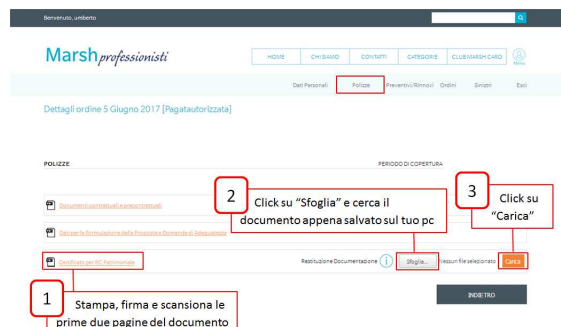 Benvenuto, umberto
Marsh professionisti
HOME CHI SIAMO CONTATTI CATEGORIE CLUB MARSH CARD
Dati Personali Polizze Preventivi/Rinnovi Ordini Sinistri Esci
Dettagli ordine 5 Giugno 2017 [Pagatautorizzata]
POLIZZE PERIODO DI COPERTURA
2 Click su “Sfoglia” e cerca il
documento appena salvato sul tuo pc
3 Click su
“Carica”
Documenti contrattuali e precontrattuali
Dati per la formulazione della Proposta e Domande di Adeguatezza
Certificato per RC Patrimoniale Restituzione Documentazione i Sfoglia... Nessun file selezionato Carica
INDIETRO
1 Stampa, firma e scansiona le
prime due pagine del documento